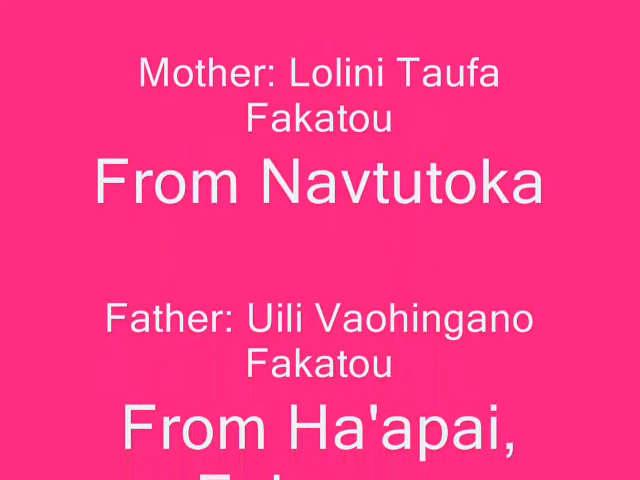 Mother: Lolini Taufa
Fakatou
From Navtutoka
Father: Uili Vaohingano
Fakatou
From Ha'apai,